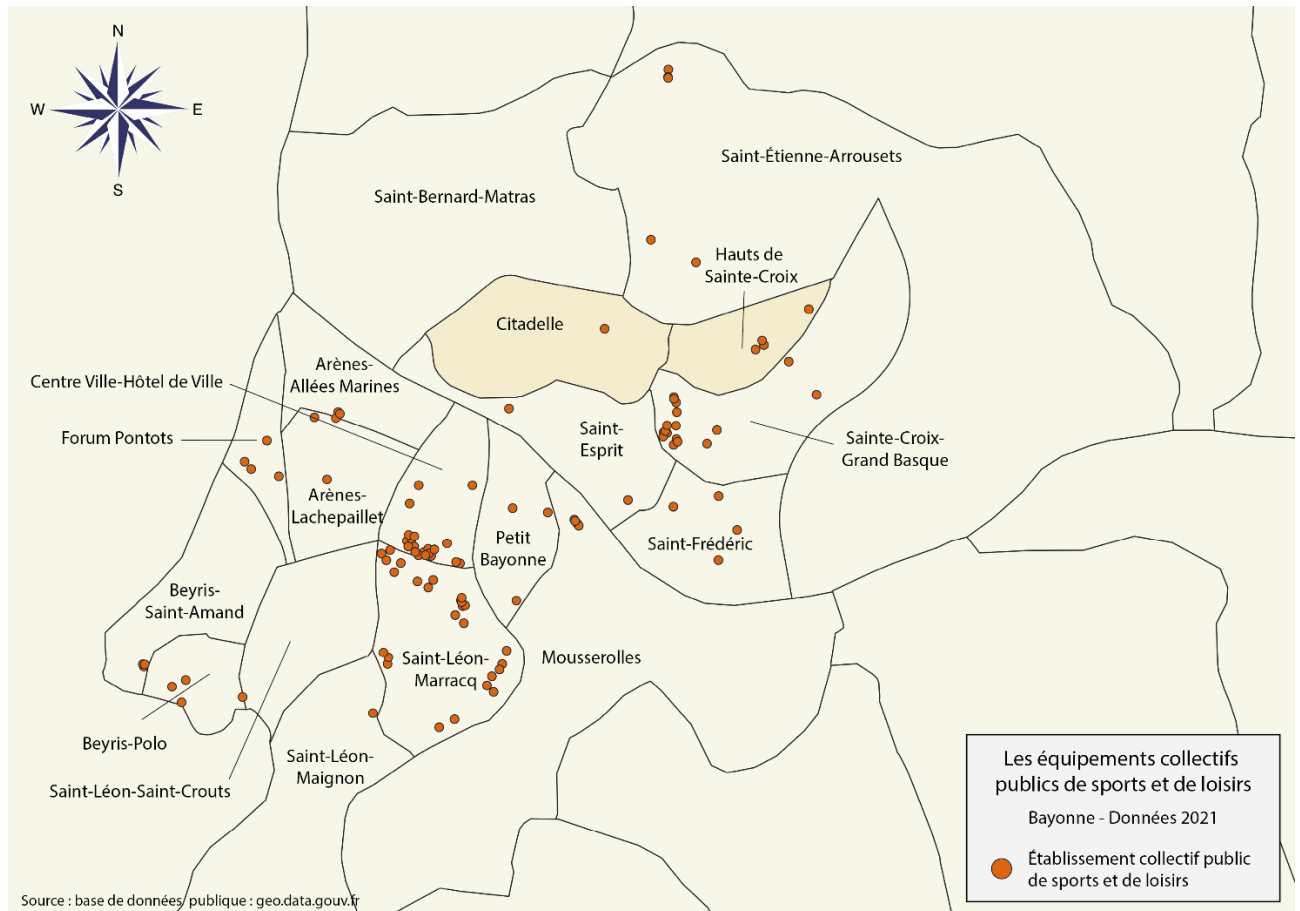 N
W
E
S
Saint-Étienne-Arrousets
Saint-Bernard-Matras
Hauts de
Sainte-Croix
Citadelle
Arènes-
Allées Marines
Centre Ville-Hôtel de Ville
Forum Pontots
Saint-
Esprit
Sainte-Croix-
Grand Basque
Arènes-
Lachepaillet
Petit
Bayonne
Saint-Frédéric
Beyris-
Saint-Amand
Saint-Léon-
Marracq
Mousserolles
Beyris-Polo
Saint-Léon-
Maignon
Saint-Léon-Saint-Crouts
Les équipements collectifs
publics de sports et de loisirs
Bayonne - Données 2021
Établissement collectif public
de sports et de loisirs
Source : base de données publique : geo.data.gouv.fr